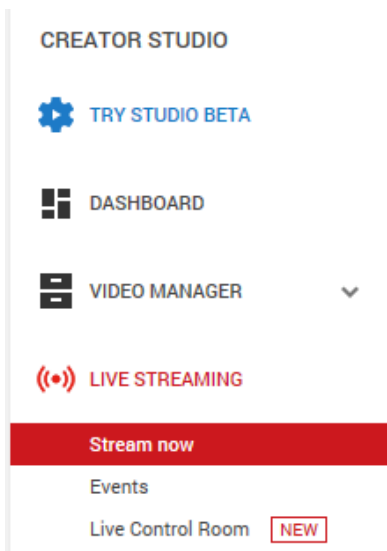 CREATOR STUDIO
TRY STUDIO BETA
DASHBOARD
VIDEO MANAGER
LIVE STREAMING
Stream now
Events
Live Control Room NEW